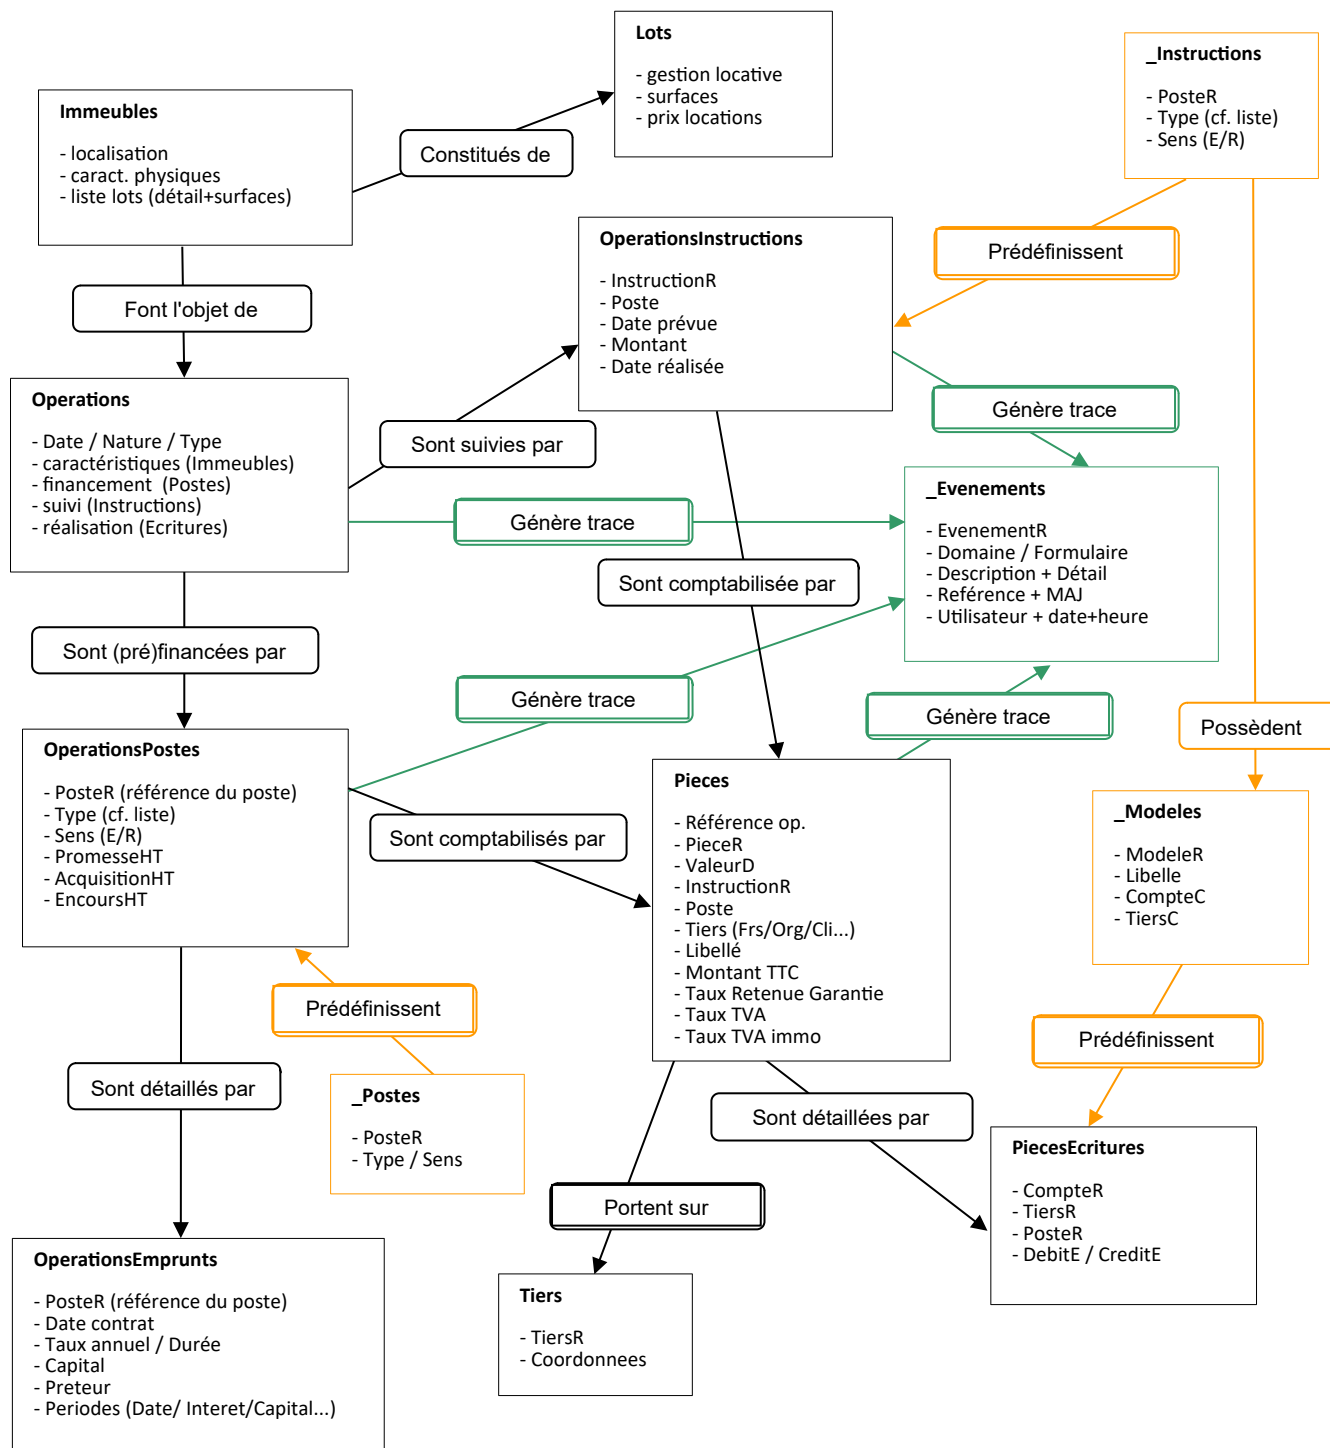 Lots
- gestion locative
- surfaces
- prix locations
_Instructions
- PosteR
- Type (cf. liste)
- Sens (E/R)
Immeubles
- localisation
- caract. physiques
- liste lots (détail+surfaces)
Constitués de
OperationsInstructions
- InstructionR
- Poste
- Date prévue
- Montant
- Date réalisée
Prédéfinissent
Font l'objet de
Operations
- Date / Nature / Type
- caractéristiques (Immeubles)
- financement  (Postes)
- suivi (Instructions)
- réalisation (Ecritures)
Sont suivies par
Génère trace
_Evenements
- EvenementR
- Domaine / Formulaire
- Description + Détail
- Reférence + MAJ
- Utilisateur + date+heure
Génère trace
Sont comptabilisée par
Sont (pré)financées par
Génère trace
Génère trace
Possèdent
OperationsPostes
- PosteR (référence du poste)
- Type (cf. liste)
- Sens (E/R)
- PromesseHT
- AcquisitionHT
- EncoursHT
Sont comptabilisés par
Pieces
- Référence op.
- PieceR
- ValeurD
- InstructionR
- Poste
- Tiers (Frs/Org/Cli...)
- Libellé
- Montant TTC
- Taux Retenue Garantie
- Taux TVA
- Taux TVA immo
_Modeles
- ModeleR
- Libelle
- CompteC
- TiersC
Prédéfinissent
Prédéfinissent
Sont détaillés par
_Postes
- PosteR
- Type / Sens
Sont détaillées par
PiecesEcritures
- CompteR
- TiersR
- PosteR
- DebitE / CreditE
Portent sur
OperationsEmprunts
- PosteR (référence du poste)
- Date contrat
- Taux annuel / Durée
- Capital
- Preteur
- Periodes (Date/ Interet/Capital...)
Tiers
- TiersR
- Coordonnees